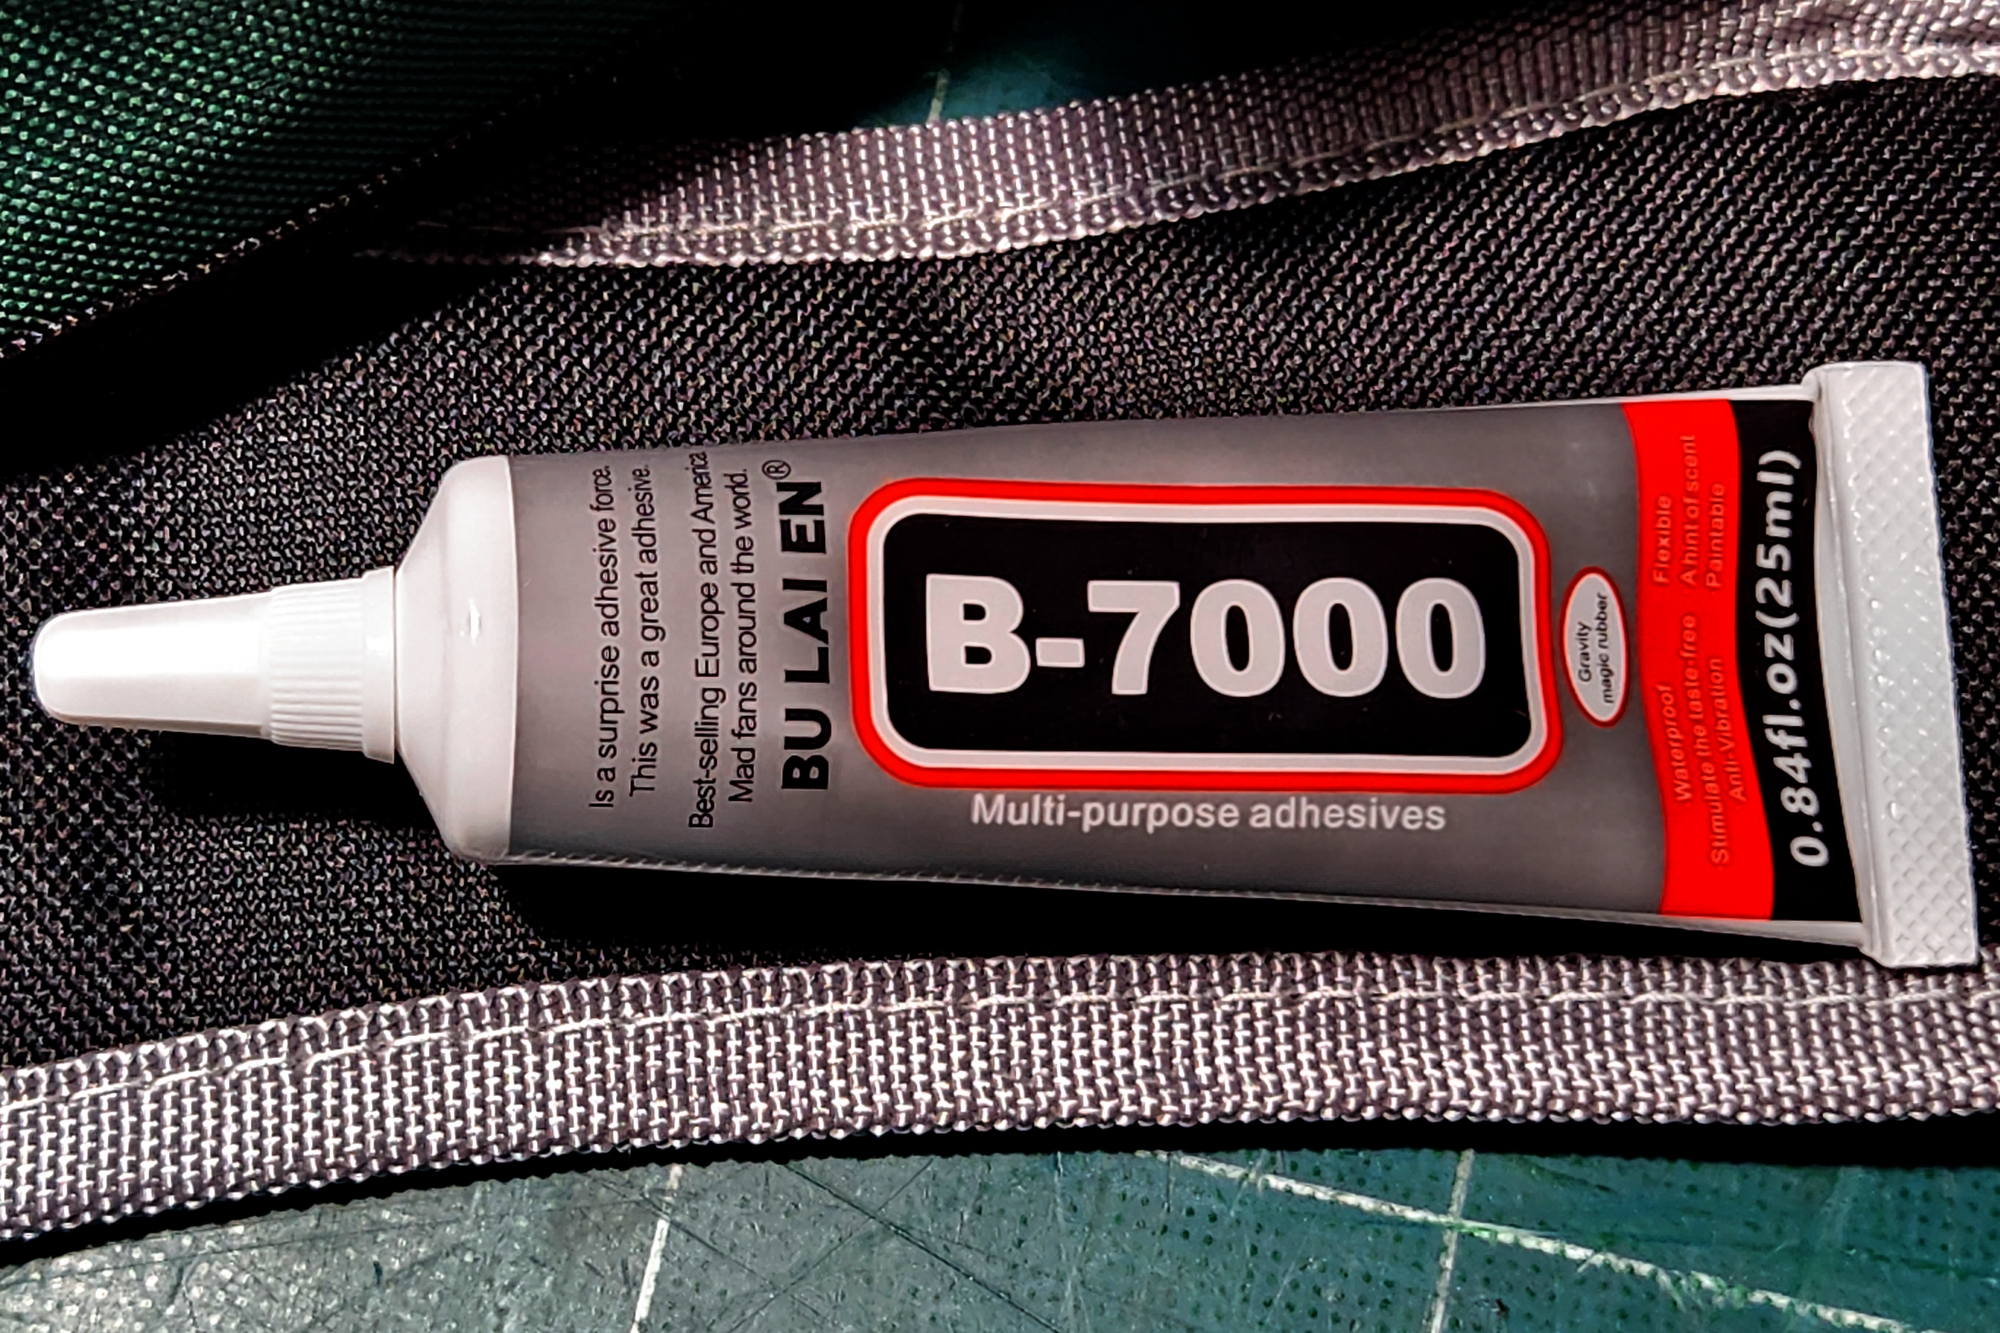 Is a surprise adhesive force.
This was a great adhesive.
Best-selling Europe and America
Mad fans around the world.
BU LAI EN®
B-7000
Multi-purpose adhesives
Gravity
magic rubber
Waterproof Flexible
Stimulate the taste-free A hint of scent
Anti-Vibration Paintable
0.84fl.oz(25ml)